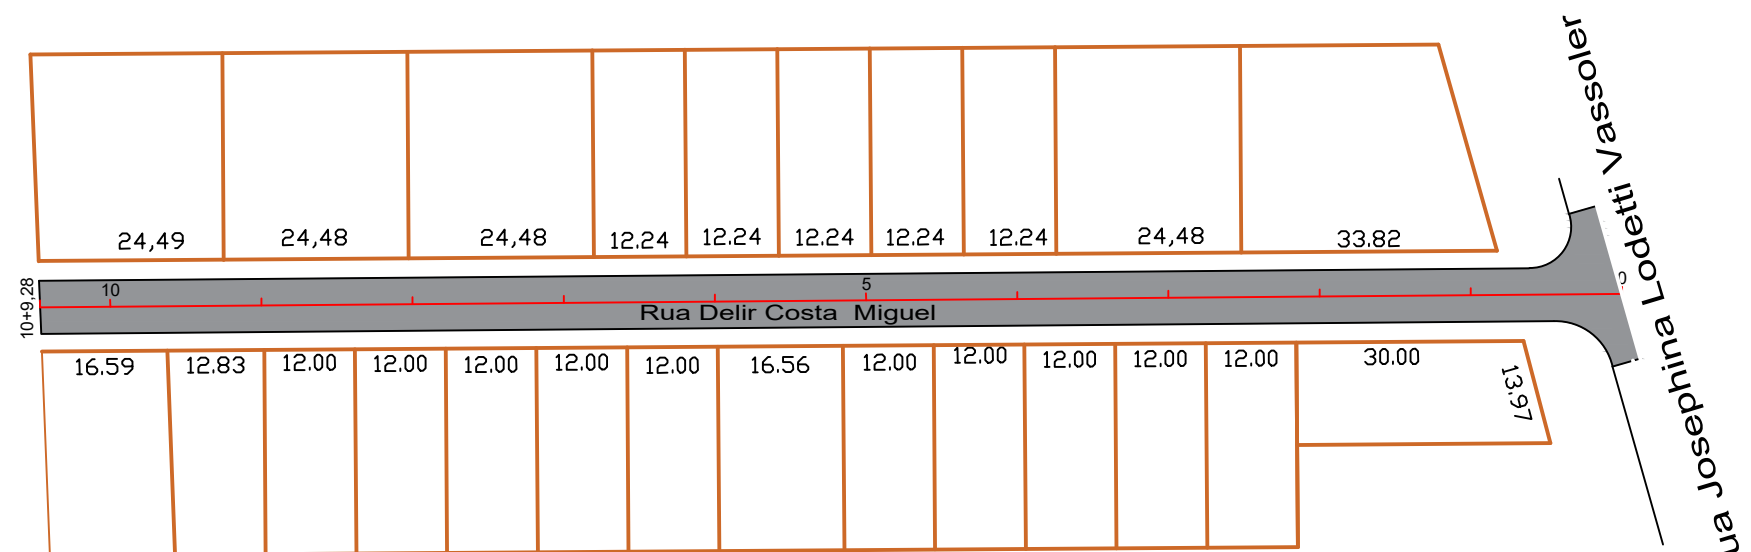 24,49 24,48 24,48 12.24 12.24 12.24 12.24 12.24 24,48 33.82
10+9,28
10 5 0
Rua Delir Costa Miguel
16.59 12.83 12.00 12.00 12.00 12.00 12.00 16.56 12.00 12.00 12.00 12.00 12.00 30.00
13,97
ua Josephina Lodetti Vassoler